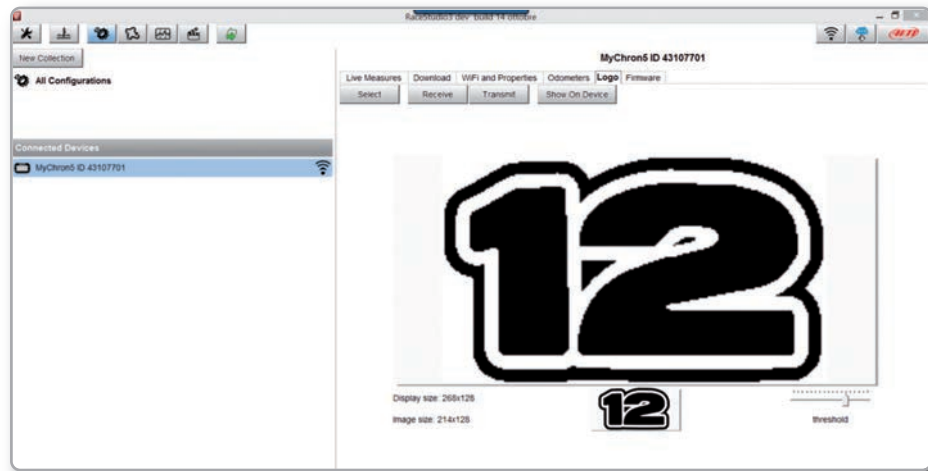 RaceStudio3 dev build 14 ottobre
AIM
New Collection
All Configurations
Connected Devices
MyChron5 ID 43107701
MyChron5 ID 43107701
Live Measures Download WiFi and Properties Odometers Logo Firmware
Select Receive Transmit Show On Device
12
Display size: 268x128
Image size: 214x128
12
threshold